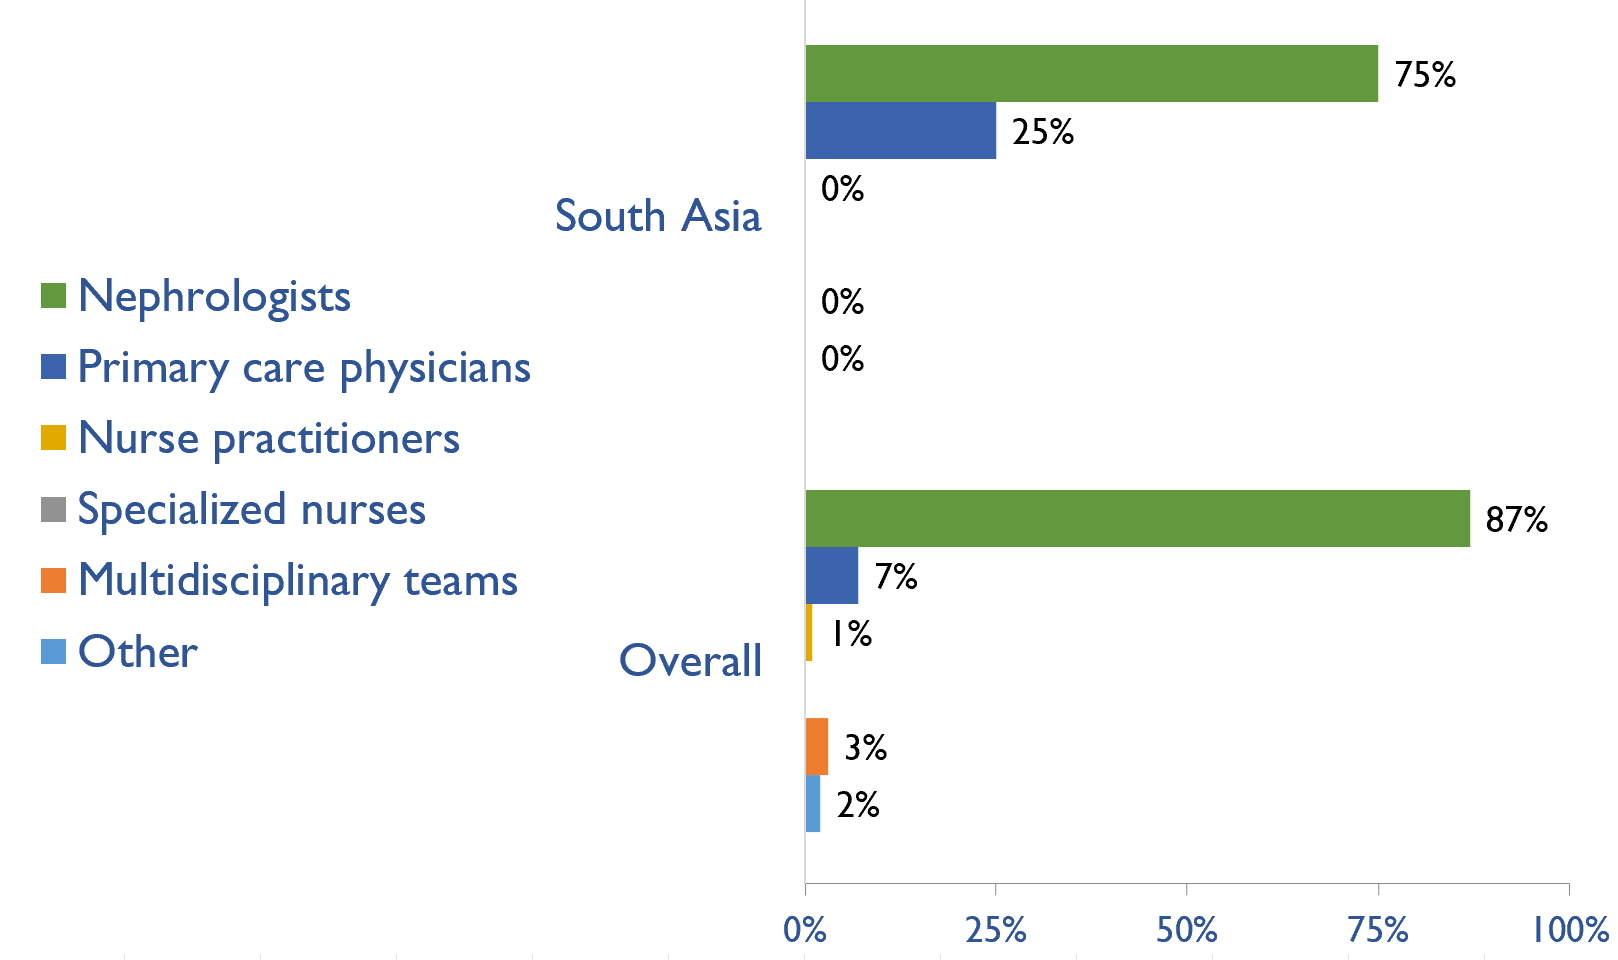 75%
25%
0%
South Asia
0%
0%
Nephrologists
Primary care physicians
Nurse practitioners
Specialized nurses
Multidisciplinary teams
Other
87%
7%
1%
Overall
3%
2%
0% 25% 50% 75% 100%